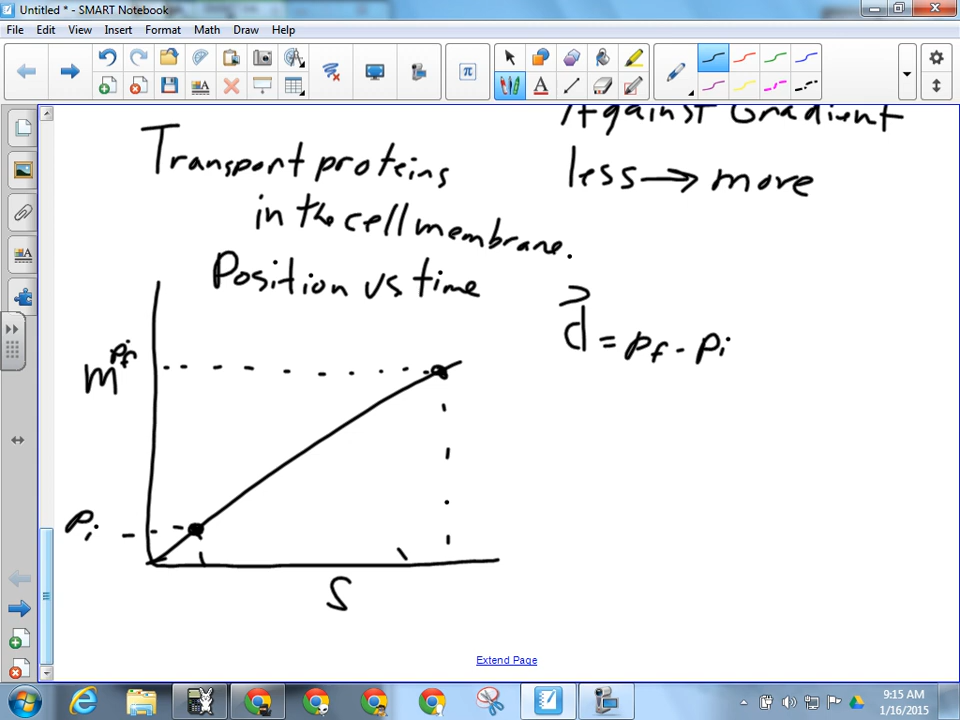 Untitled * - SMART Notebook
File Edit View Insert Format Math Draw Help
Against Gradient
less → more
Transport proteins
in the cell membrane.
Position vs time
d = pf - pi
m pf
pi
S
Extend Page
9:15 AM
1/16/2015